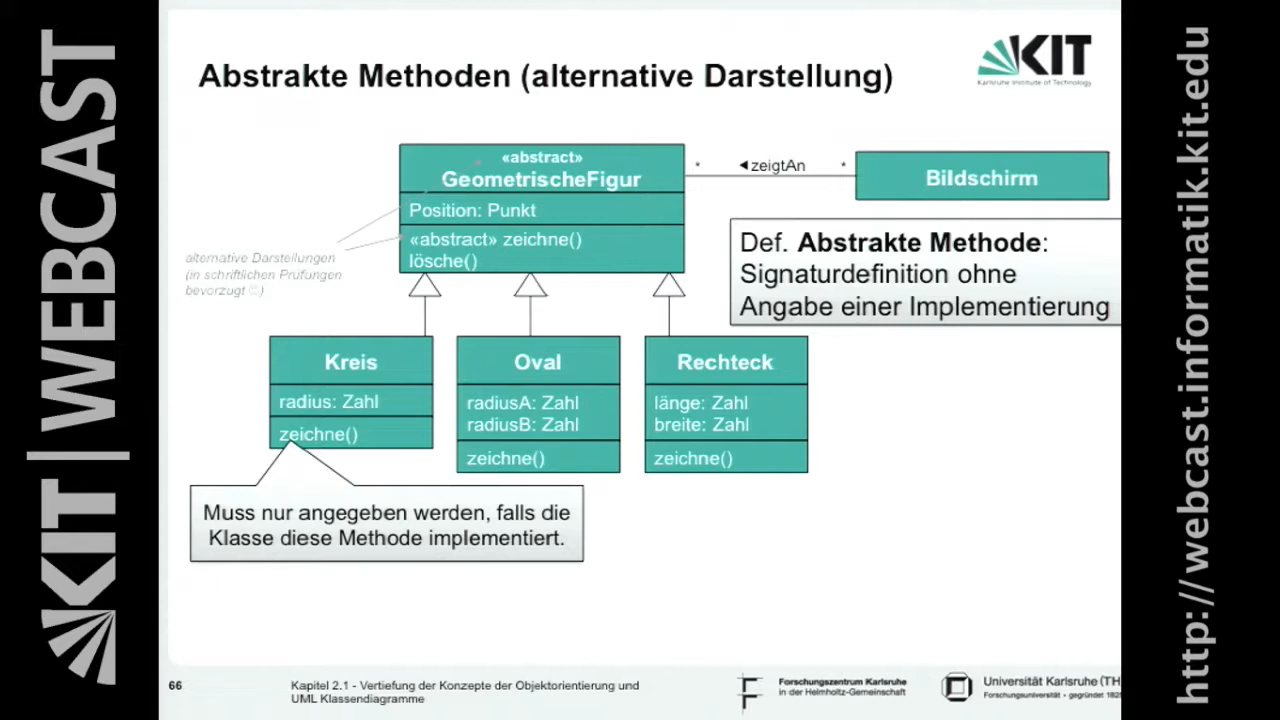 KIT | WEBCAST
Abstrakte Methoden (alternative Darstellung)
KIT
Karlsruhe Institute of Technology
«abstract»
GeometrischeFigur
Position: Punkt
«abstract» zeichne()
lösche()
*
◄zeigtAn
*
Bildschirm
Def. Abstrakte Methode:
Signaturdefinition ohne
Angabe einer Implementierung
alternative Darstellungen
(in schriftlichen Prüfungen
bevorzugt ☺)
Kreis
radius: Zahl
zeichne()
Oval
radiusA: Zahl
radiusB: Zahl
zeichne()
Rechteck
länge: Zahl
breite: Zahl
zeichne()
Muss nur angegeben werden, falls die
Klasse diese Methode implementiert.
66
Kapitel 2.1 - Vertiefung der Konzepte der Objektorientierung und
UML Klassendiagramme
Forschungszentrum Karlsruhe
in der Helmholtz-Gemeinschaft
Universität Karlsruhe (TH
Forschungsuniversität • gegründet 182
http://webcast.informatik.kit.edu